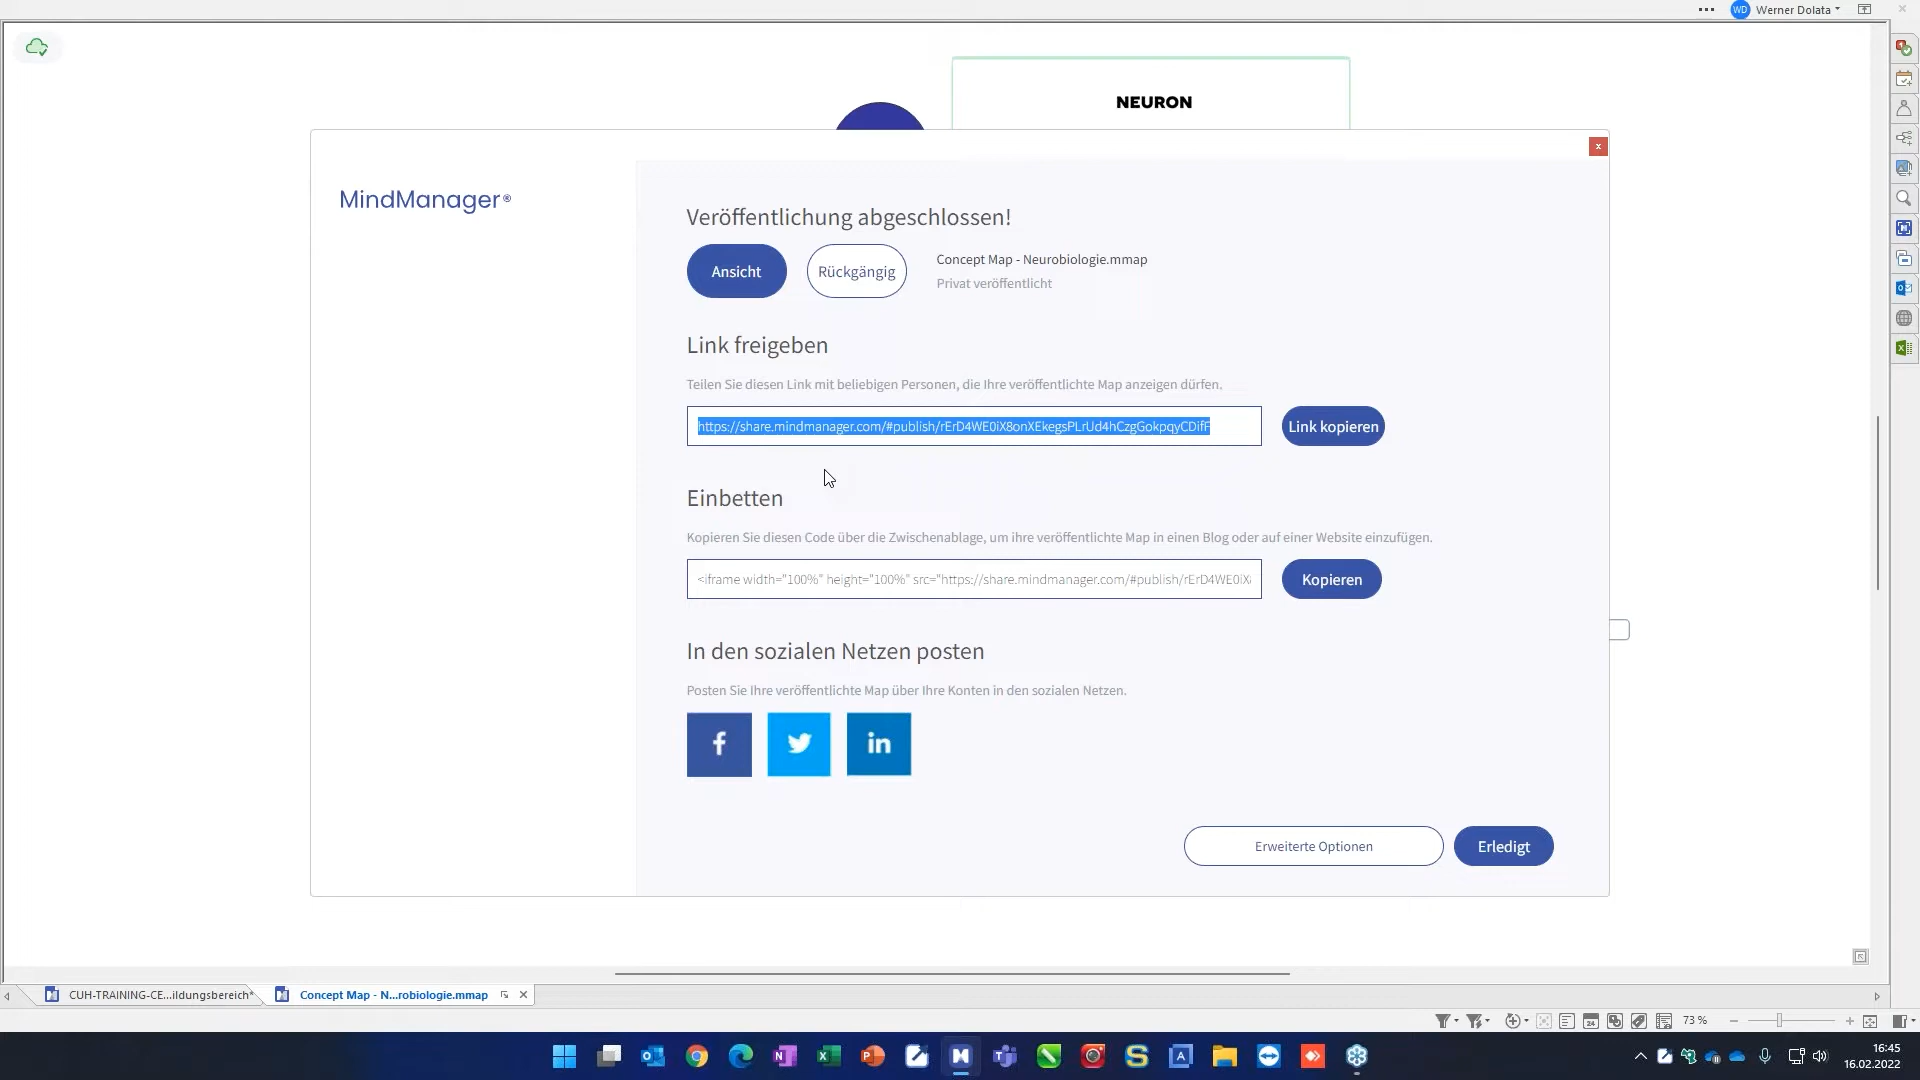 WD Werner Dolata
NEURON
MindManager®
Veröffentlichung abgeschlossen!
Ansicht
Rückgängig
Concept Map - Neurobiologie.mmap
Privat veröffentlicht
Link freigeben
Teilen Sie diesen Link mit beliebigen Personen, die Ihre veröffentlichte Map anzeigen dürfen.
https://share.mindmanager.com/#publish/rErD4WE0iX8onXEkegsPLrUd4hCzgGokpqyCDifF
Link kopieren
Einbetten
Kopieren Sie diesen Code über die Zwischenablage, um ihre veröffentlichte Map in einen Blog oder auf einer Website einzufügen.
<iframe width="100%" height="100%" src="https://share.mindmanager.com/#publish/rErD4WE0iX
Kopieren
In den sozialen Netzen posten
Posten Sie Ihre veröffentlichte Map über Ihre Konten in den sozialen Netzen.
Erweiterte Optionen
Erledigt
CUH-TRAINING-CE...ildungsbereich*
Concept Map - N...robiologie.mmap
73 %
16:45
16.02.2022